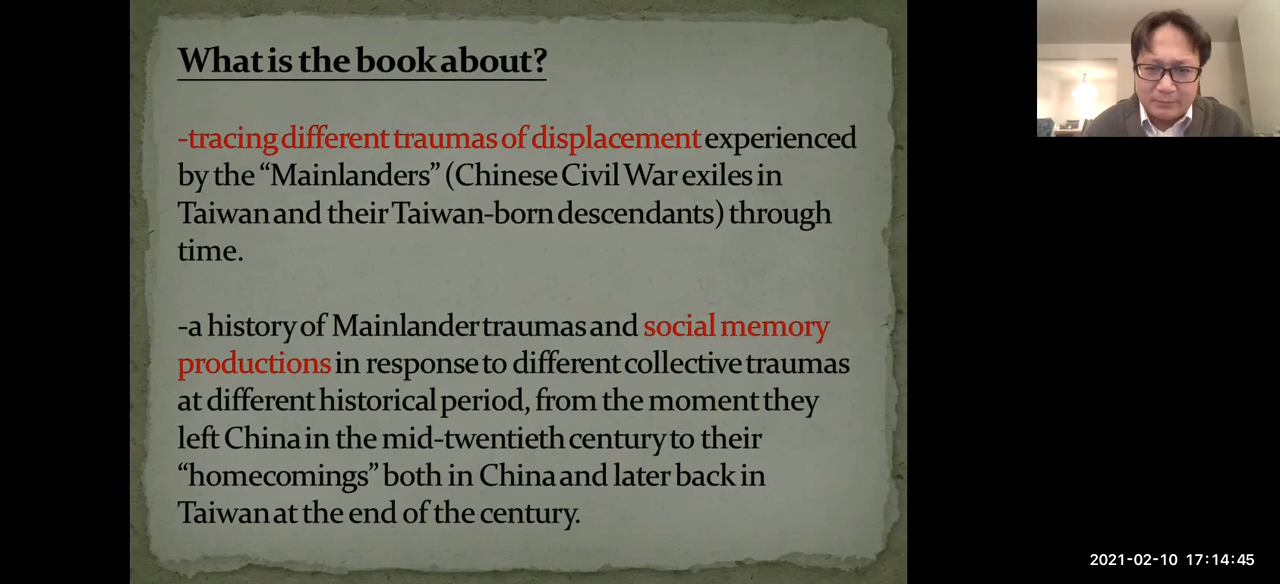 What is the book about?
-tracing different traumas of displacement experienced
by the “Mainlanders” (Chinese Civil War exiles in
Taiwan and their Taiwan-born descendants) through
time.
-a history of Mainlander traumas and social memory
productions in response to different collective traumas
at different historical period, from the moment they
left China in the mid-twentieth century to their
“homecomings” both in China and later back in
Taiwan at the end of the century.
2021-02-10 17:14:45